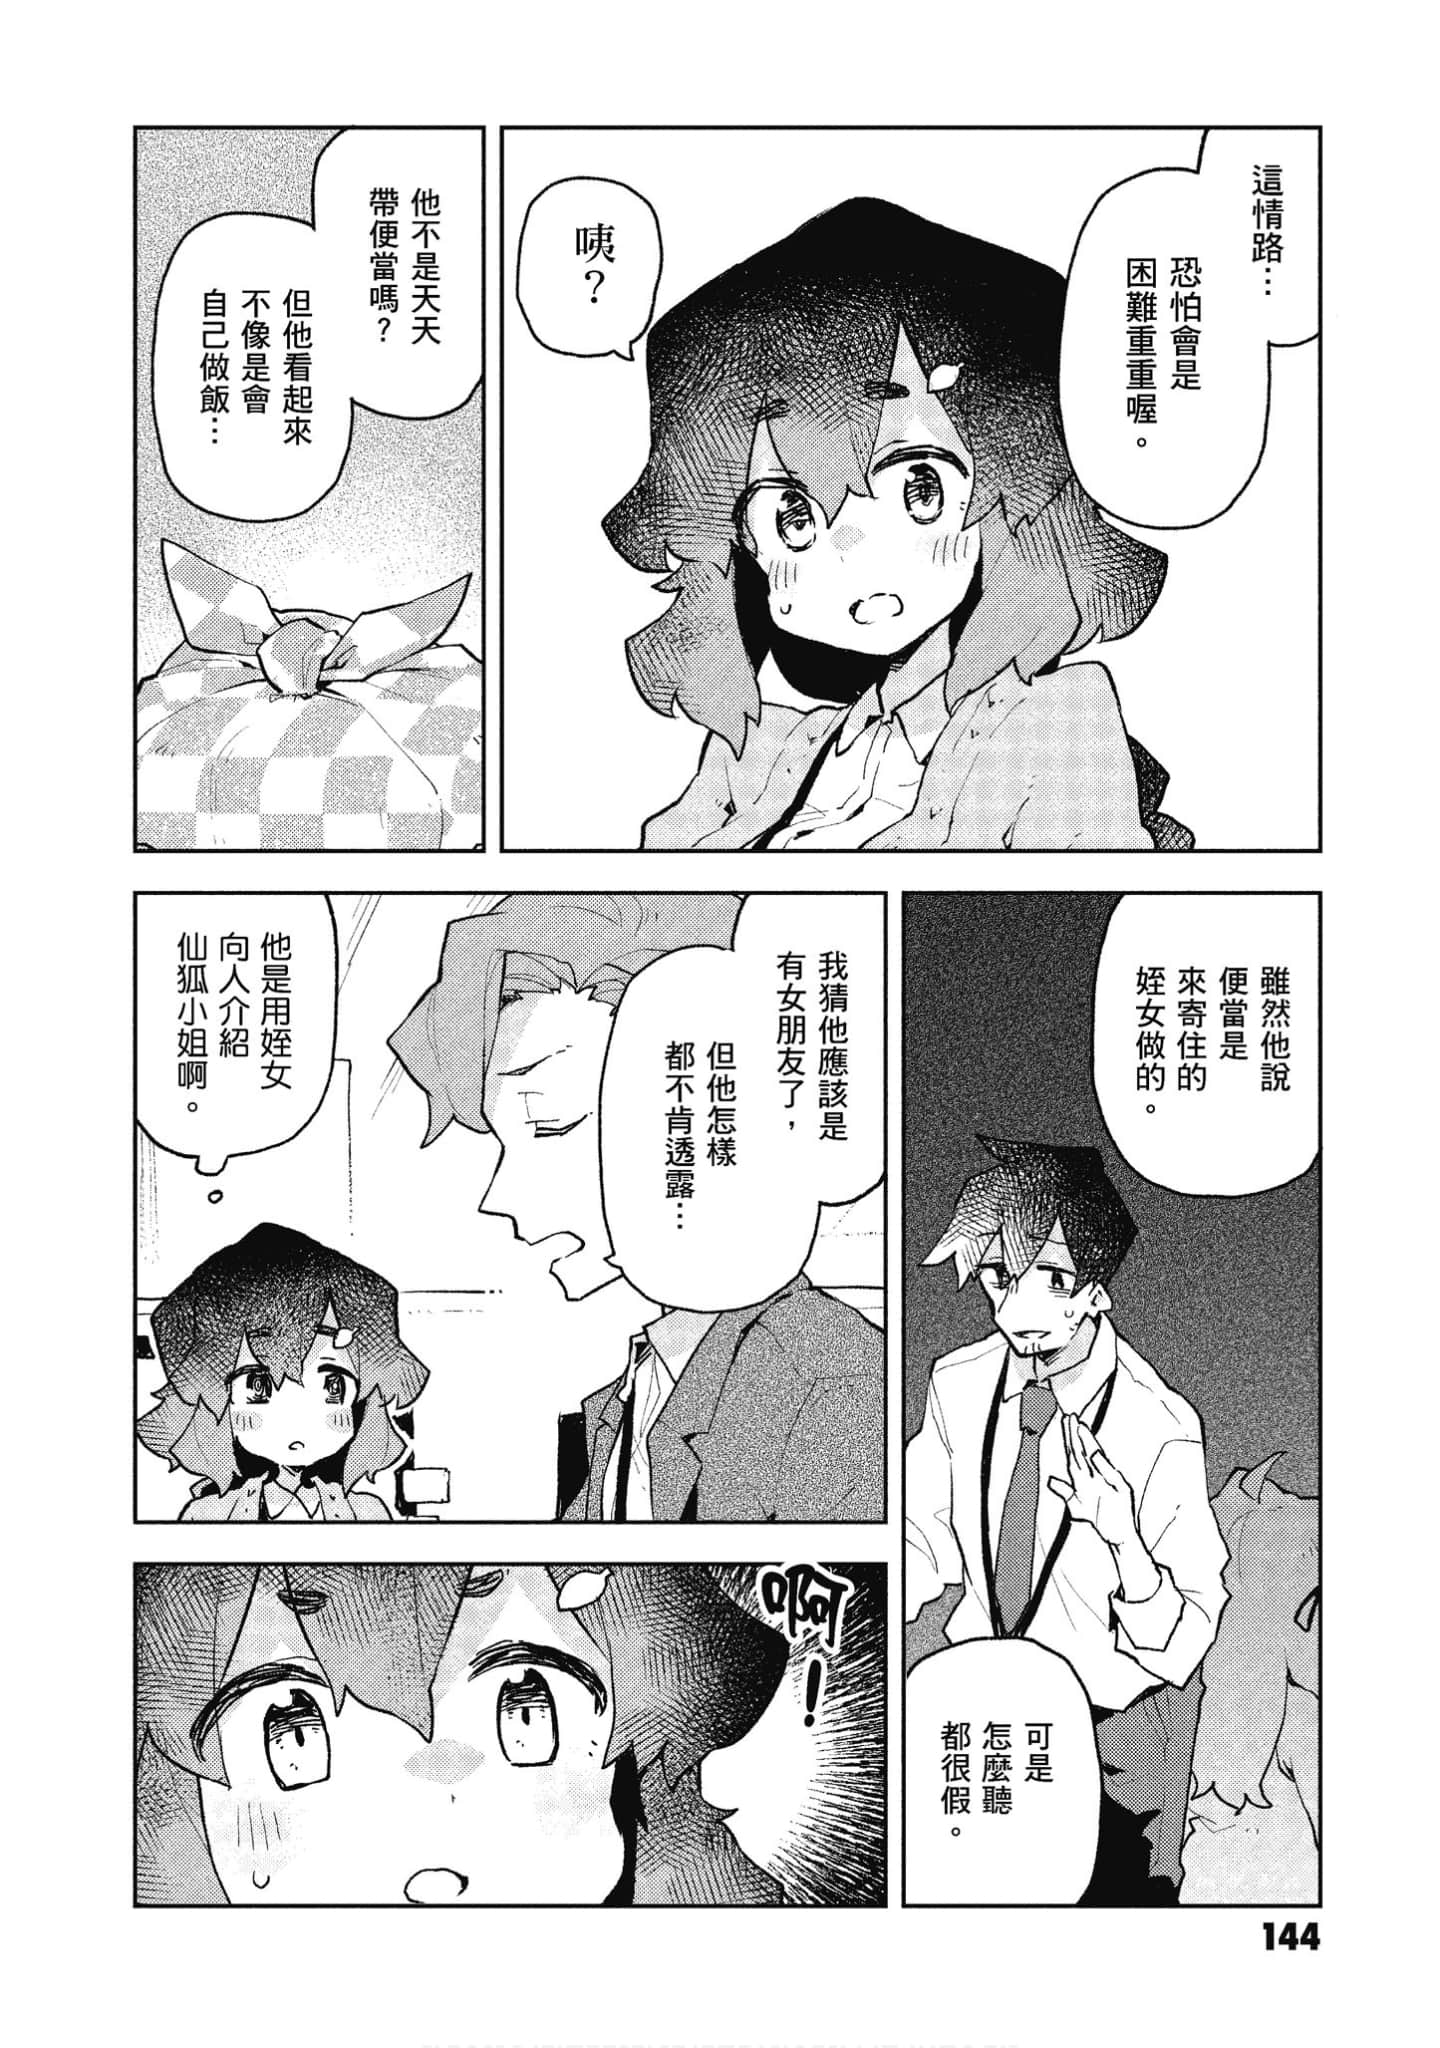 這情路…
恐怕會是
困難重重喔。
咦？
他不是天天
帶便當嗎？
但他看起來
不像是會
自己做飯…
雖然他說
便當是
來寄住的
姪女做的。
可是
怎麼聽
都很假。
我猜他應該是
有女朋友了，
但他怎樣
都不肯透露…
他是用姪女
向人介紹
仙狐小姐啊。
啊！
144